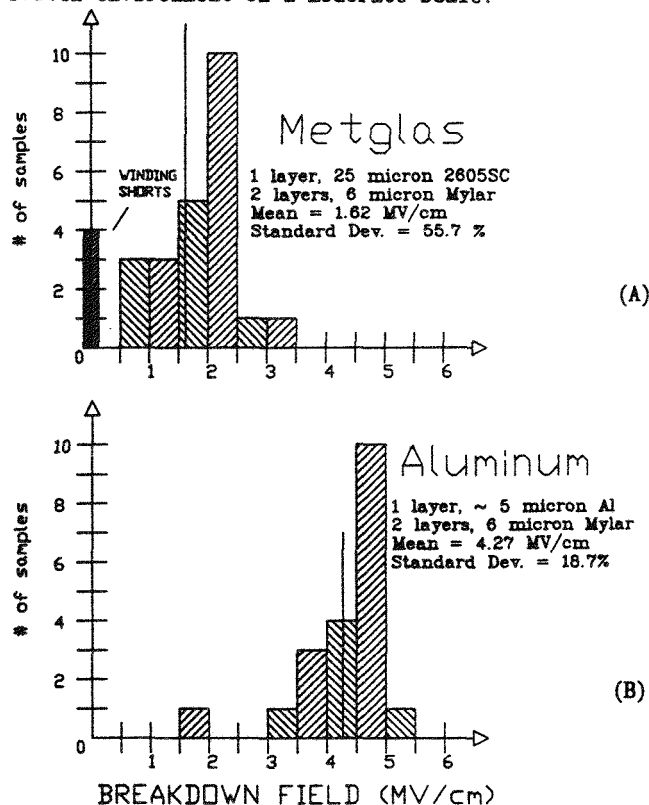 10
8
6
4
2
0
# of samples
WINDING
SHORTS
Metglas
1 layer, 25 micron 2605SC
2 layers, 6 micron Mylar
Mean = 1.62 MV/cm
Standard Dev. = 55.7 %
(A)
1 2 3 4 5 6
10
8
6
4
2
0
# of samples
Aluminum
1 layer, ~ 5 micron Al
2 layers, 6 micron Mylar
Mean = 4.27 MV/cm
Standard Dev. = 18.7%
(B)
1 2 3 4 5 6
BREAKDOWN FIELD (MV/cm)